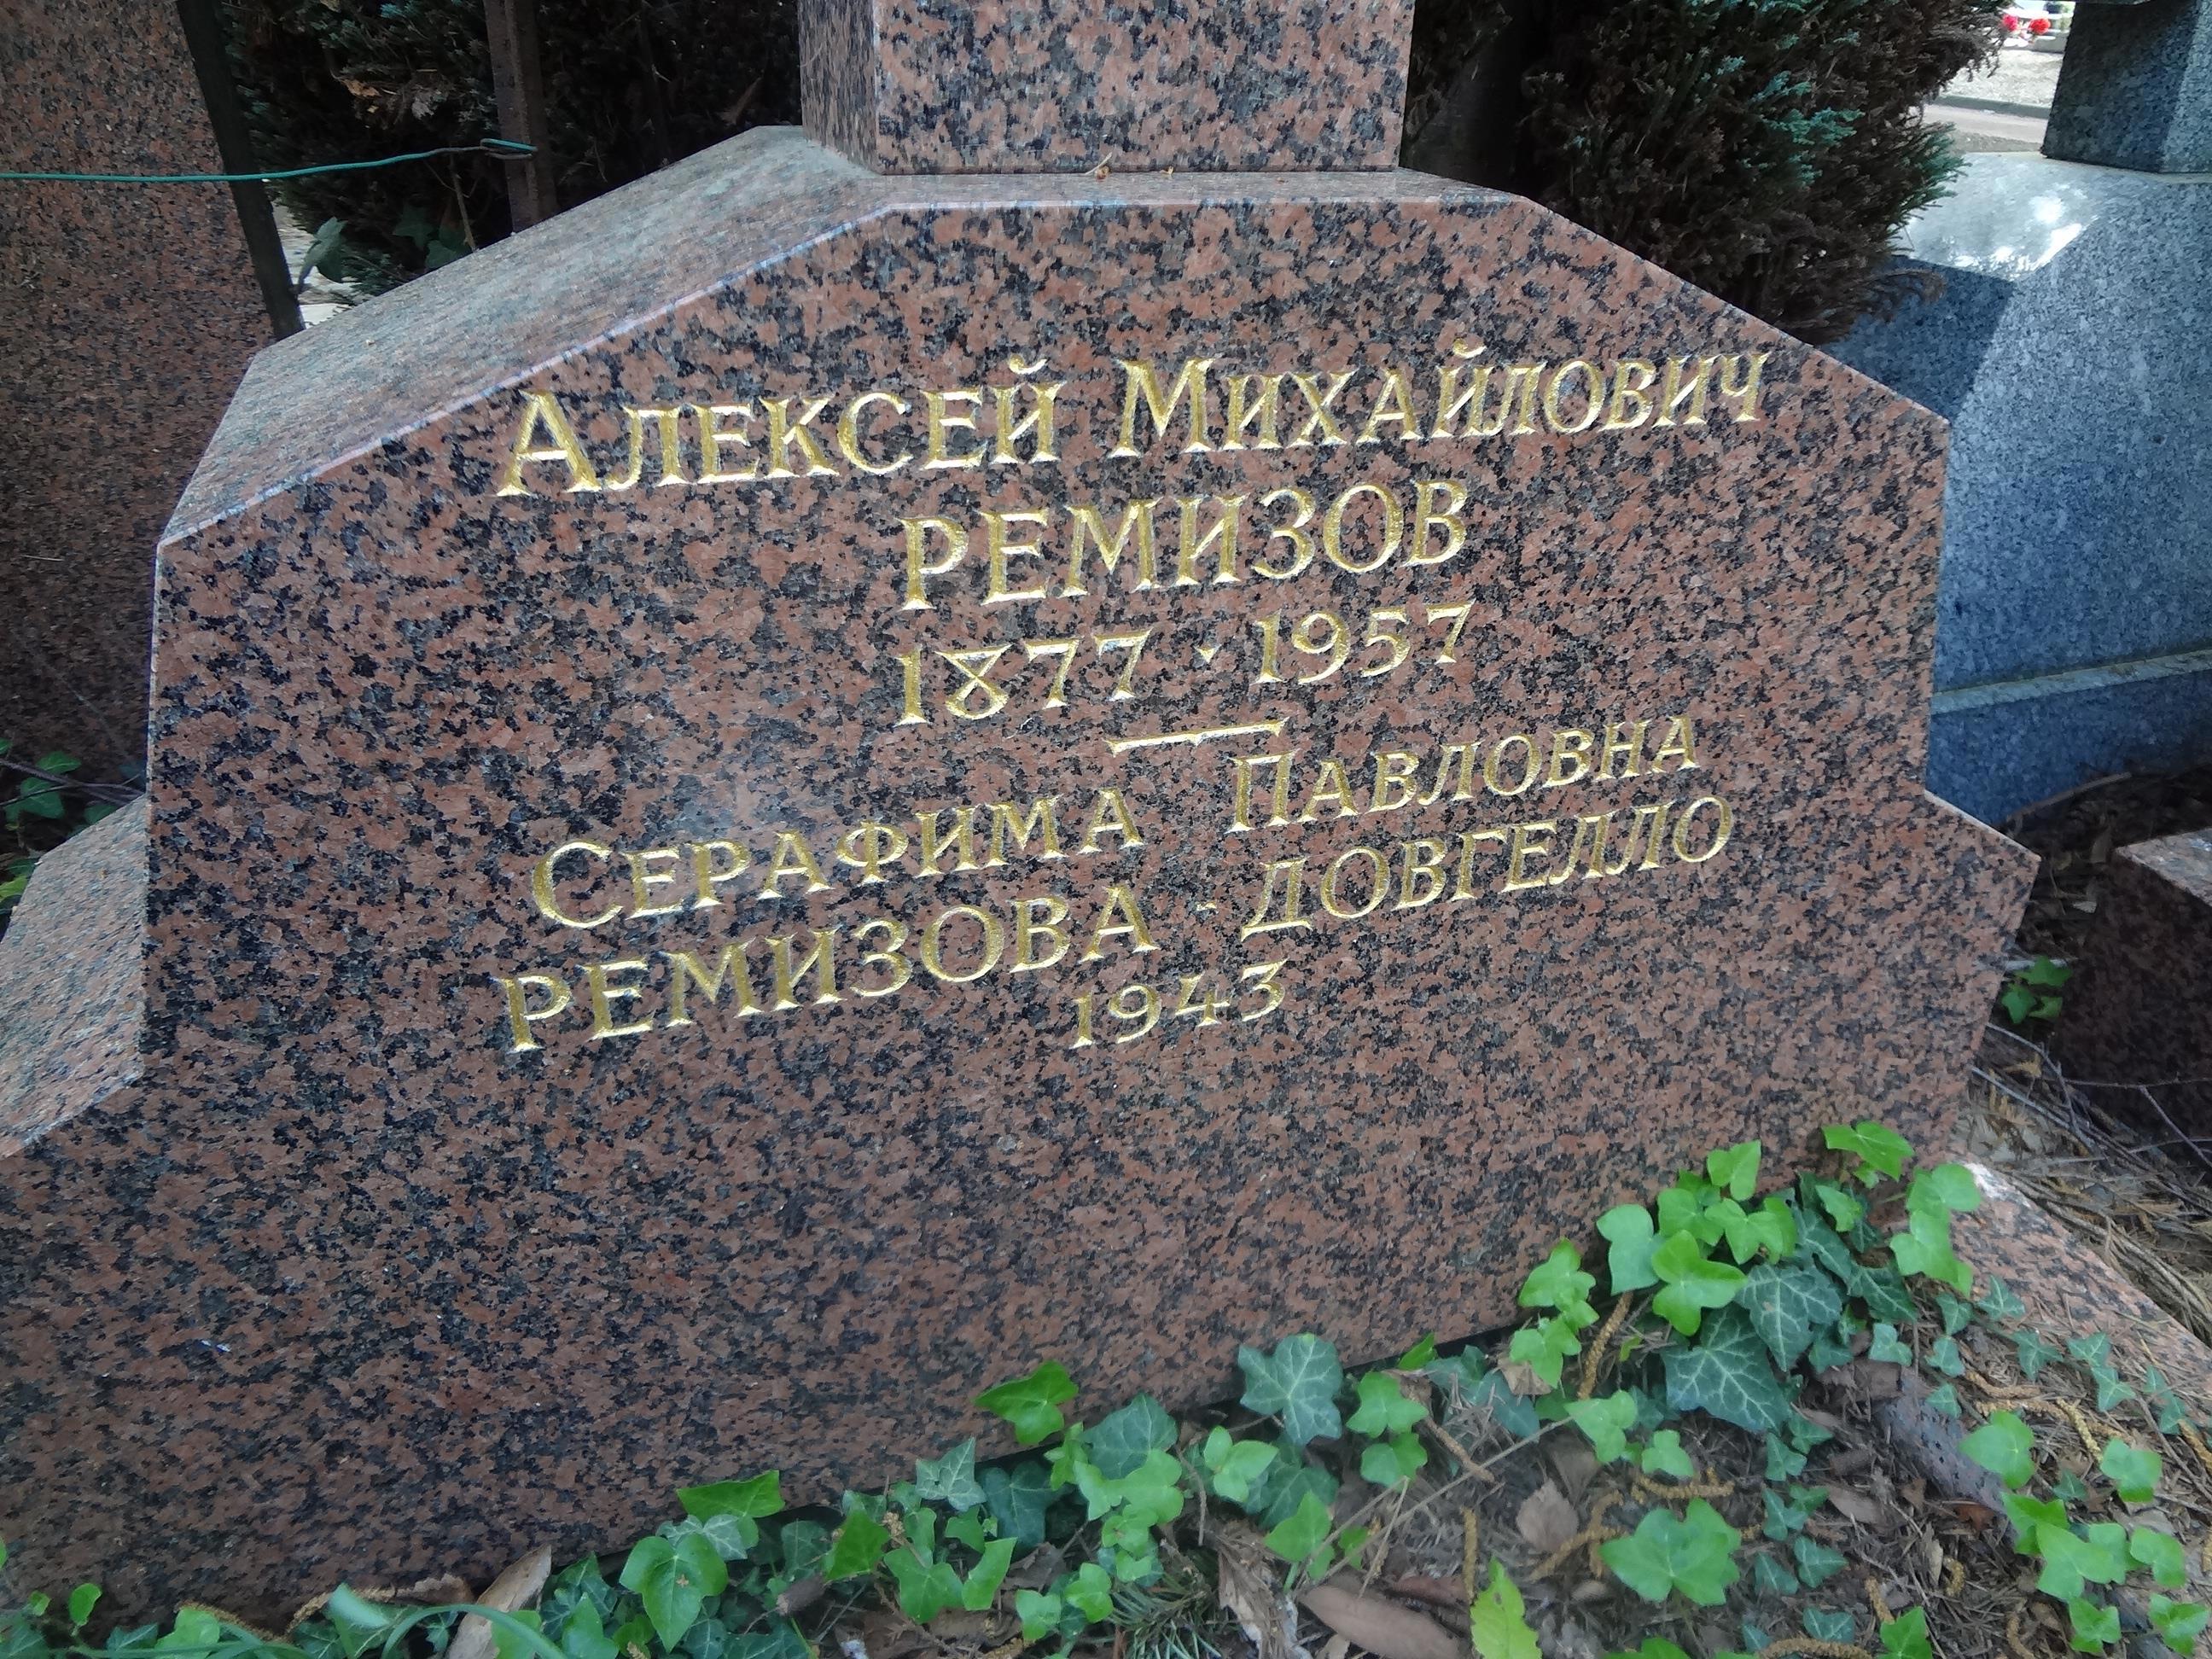 Алексей Михайлович
РЕМИЗОВ
1877 · 1957
Серафима Павловна
РЕМИЗОВА - ДОВГЕЛЛО
1943